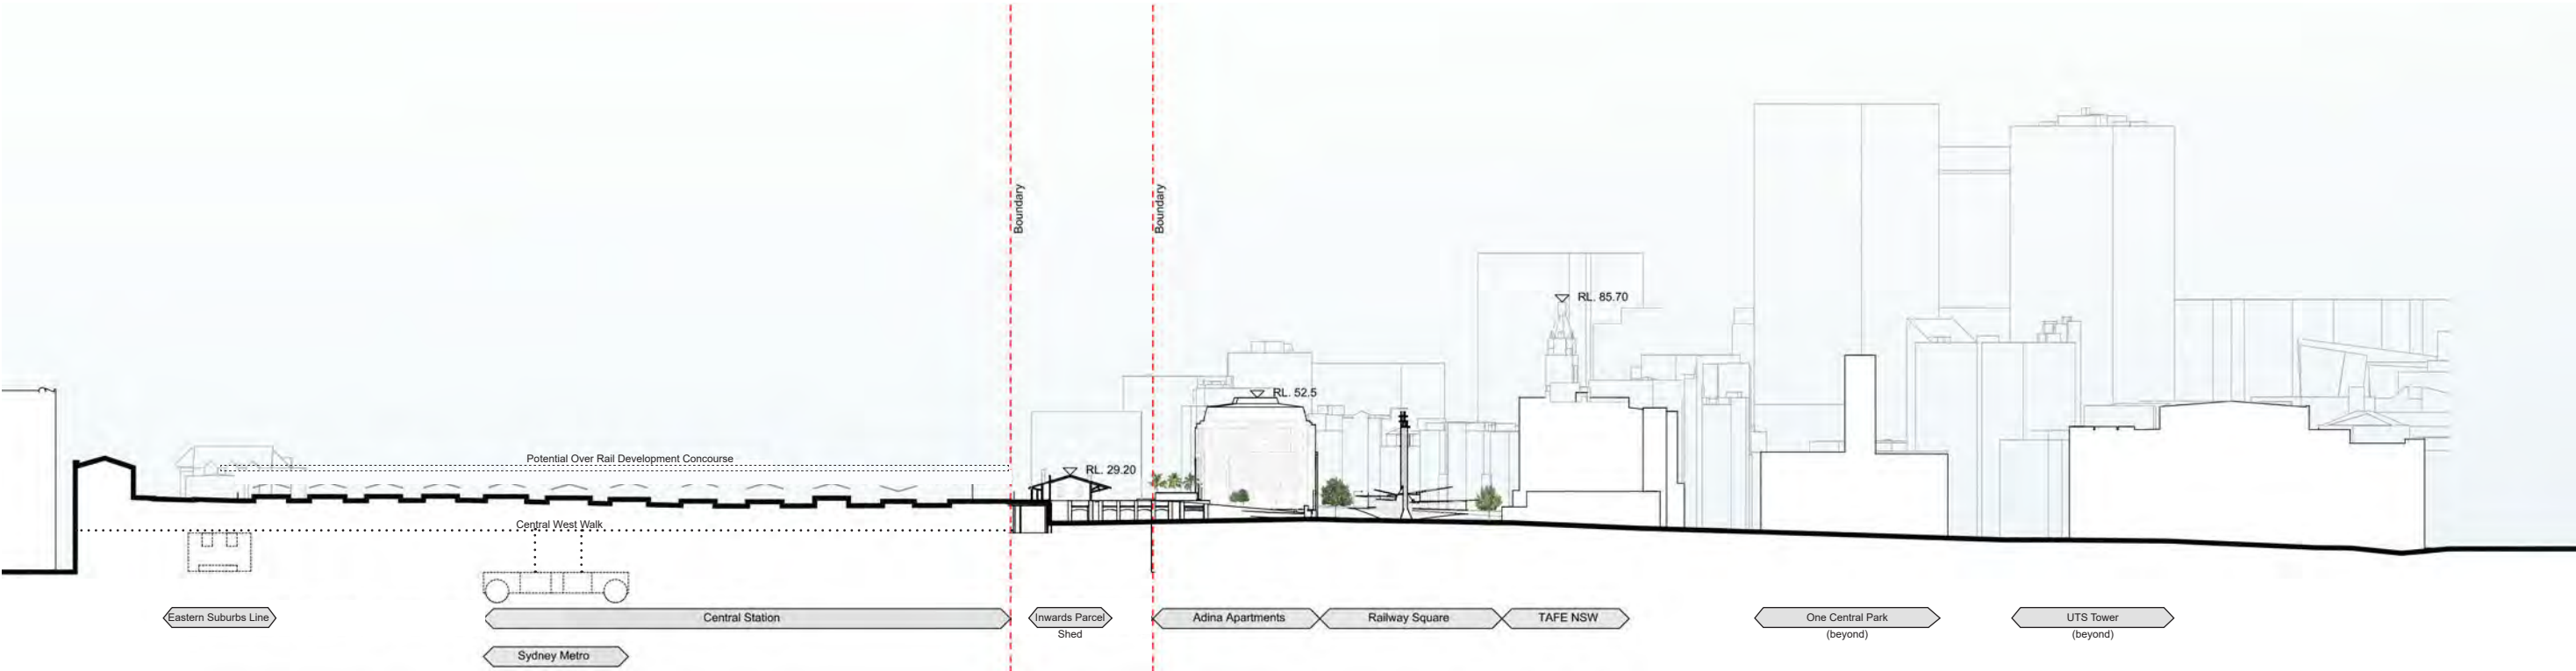 Boundary
Boundary
RL. 85.70
RL. 52.5
Potential Over Rail Development Concourse
RL. 29.20
Central West Walk
Eastern Suburbs Line
Central Station
Inwards Parcel
Shed
Adina Apartments
Railway Square
TAFE NSW
One Central Park
(beyond)
UTS Tower
(beyond)
Sydney Metro